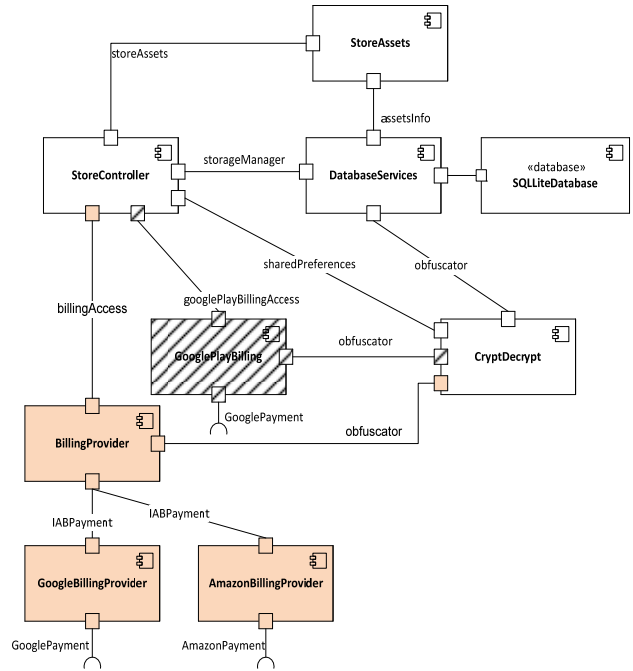 StoreAssets
storeAssets
assetsInfo
StoreController
storageManager
DatabaseServices
«database»
SQLLiteDatabase
sharedPreferences
obfuscator
billingAccess
googlePlayBillingAccess
GooglePlayBilling
obfuscator
CryptDecrypt
GooglePayment
BillingProvider
obfuscator
IABPayment
IABPayment
GoogleBillingProvider
AmazonBillingProvider
GooglePayment
AmazonPayment